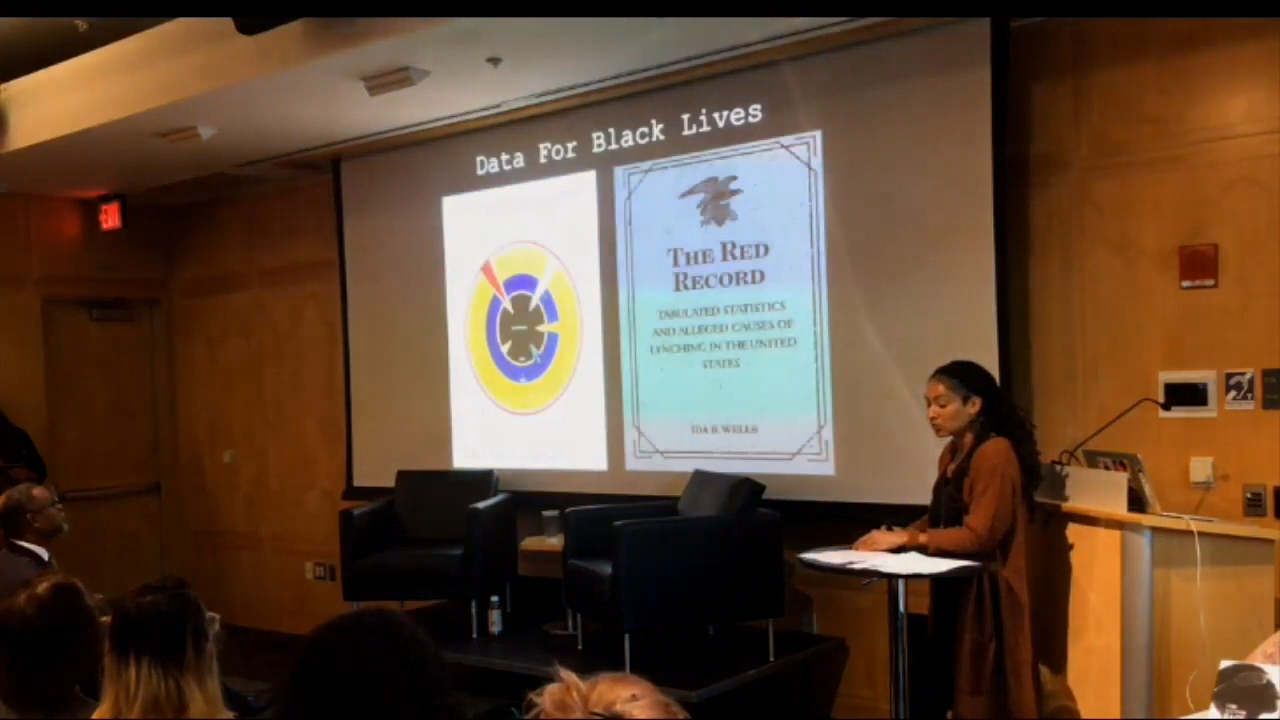 Data For Black Lives
THE RED
RECORD
TABULATED STATISTICS
AND ALLEGED CAUSES OF
LYNCHING IN THE UNITED
STATES
IDA B. WELLS
EXIT